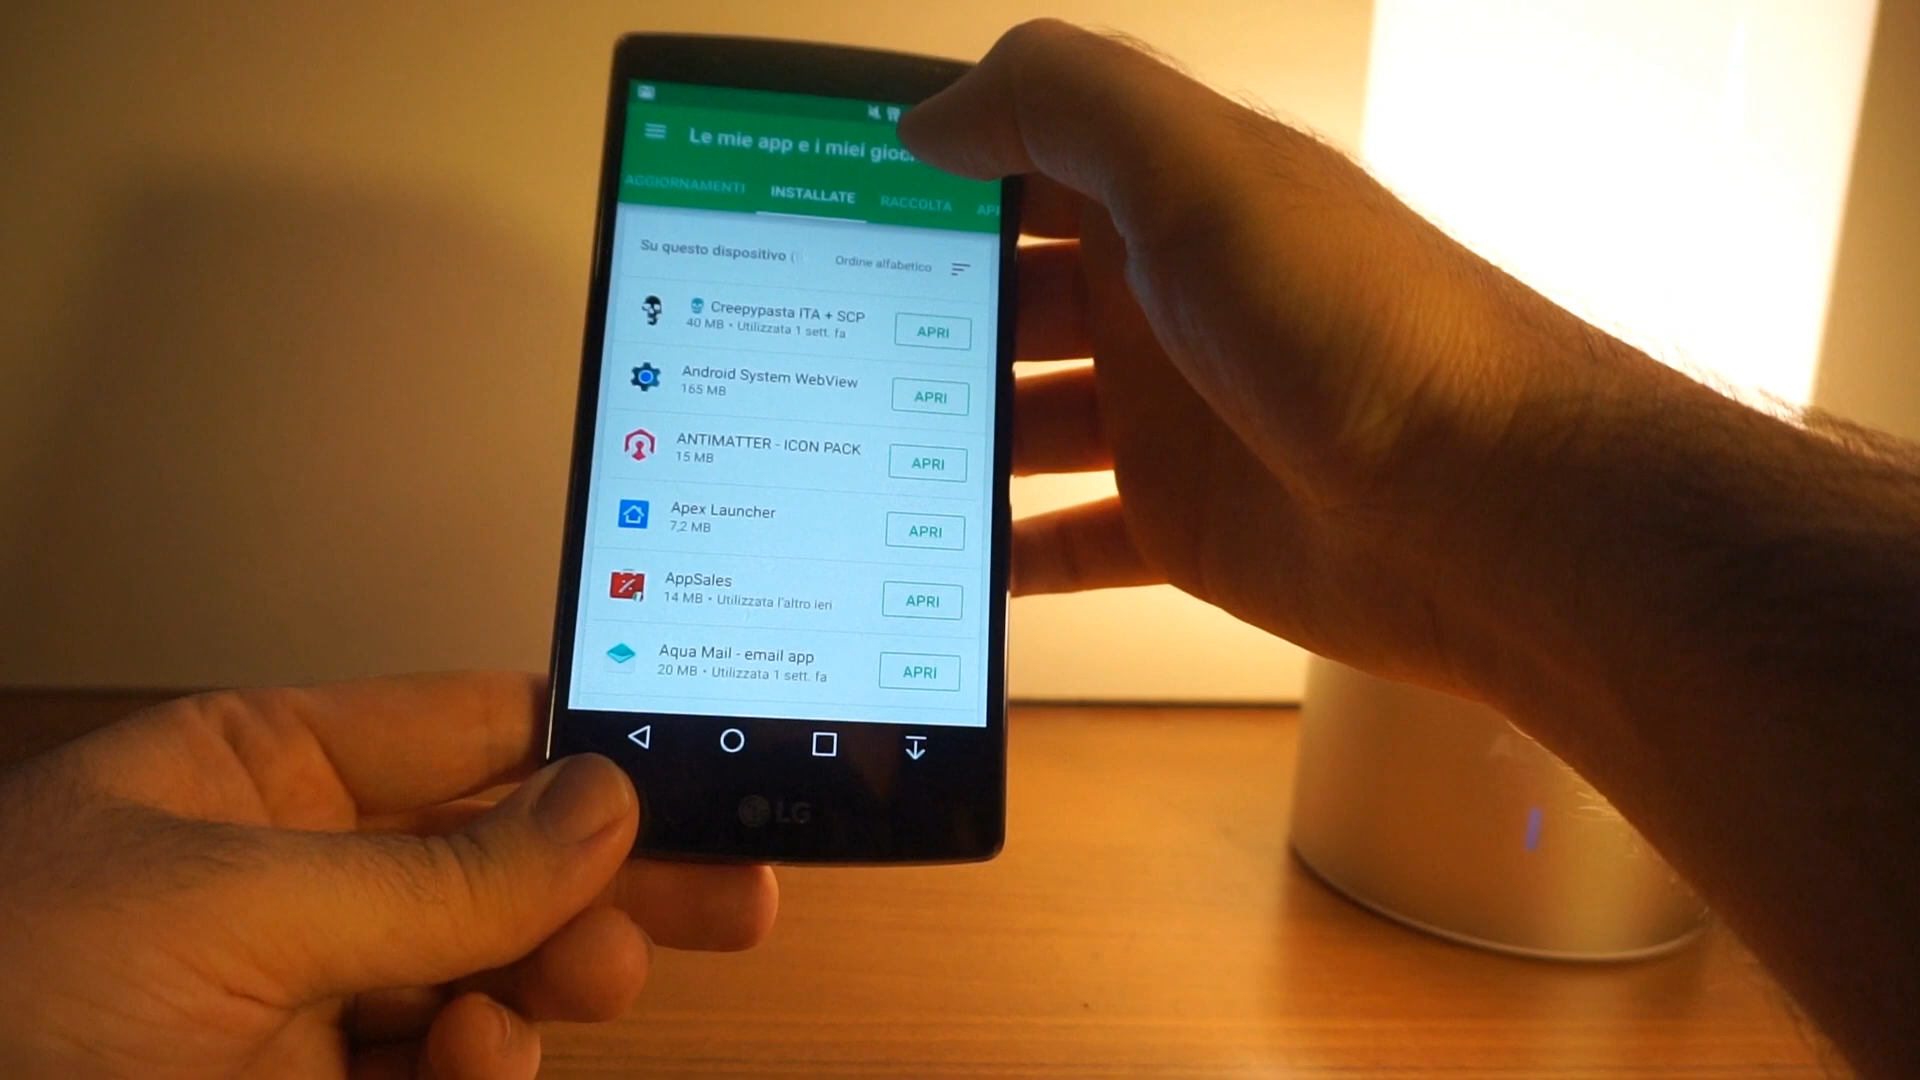 Le mie app e i miei
AGGIORNAMENTI INSTALLATE RACCOLTA
Su questo dispositivo ( Ordine alfabetico
Creepypasta ITA + SCP
40 MB • Utilizzata 1 sett. fa
APRI
Android System WebView
165 MB
APRI
ANTIMATTER - ICON PACK
15 MB
APRI
Apex Launcher
7,2 MB
APRI
AppSales
14 MB • Utilizzata l'altro ieri
APRI
Aqua Mail - email app
20 MB • Utilizzata 1 sett. fa
APRI
LG